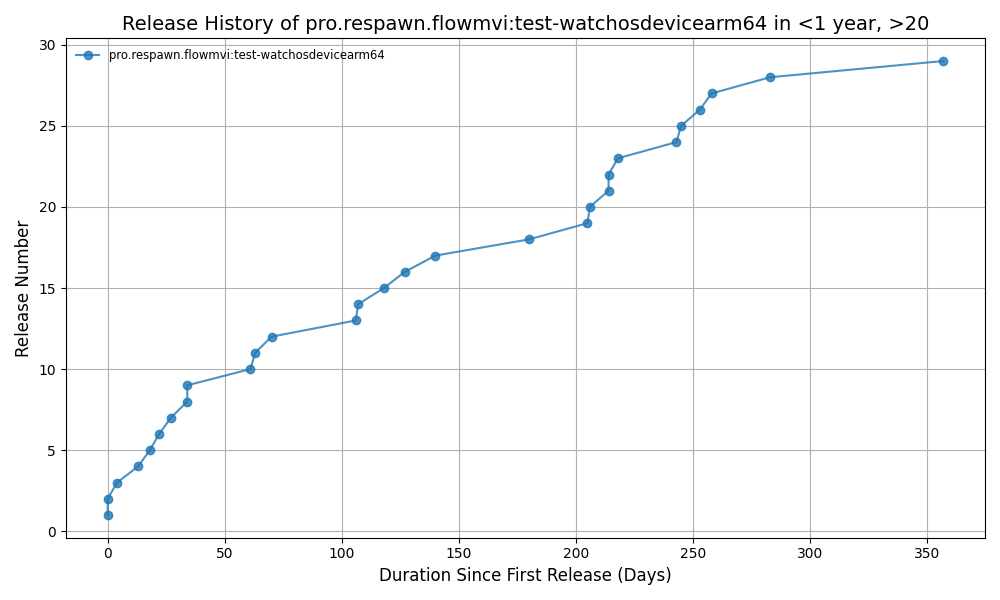 Release History of pro.respawn.flowmvi:test-watchosdevicearm64 in <1 year, >20
pro.respawn.flowmvi:test-watchosdevicearm64
30
25
20
15
10
5
0
Release Number
0 50 100 150 200 250 300 350
Duration Since First Release (Days)